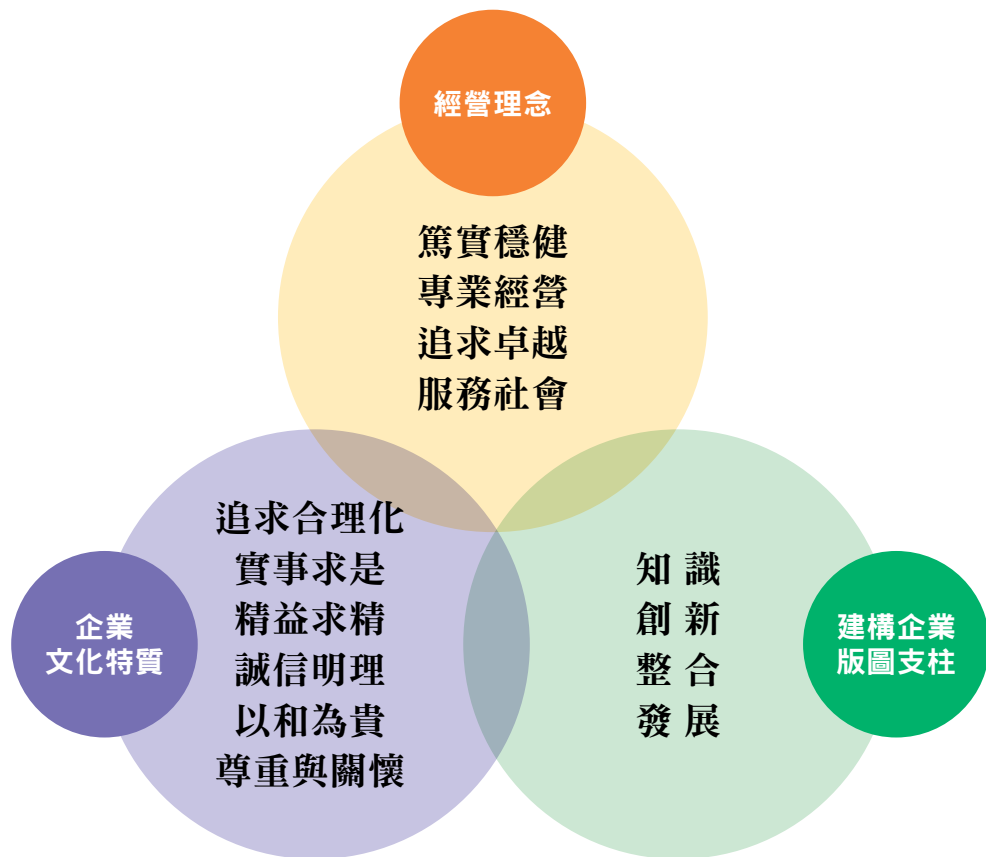 經營理念
篤實穩健
專業經營
追求卓越
服務社會
企業
文化特質
追求合理化
實事求是
精益求精
誠信明理
以和為貴
尊重與關懷
知 識
創 新
整 合
發 展
建構企業
版圖支柱